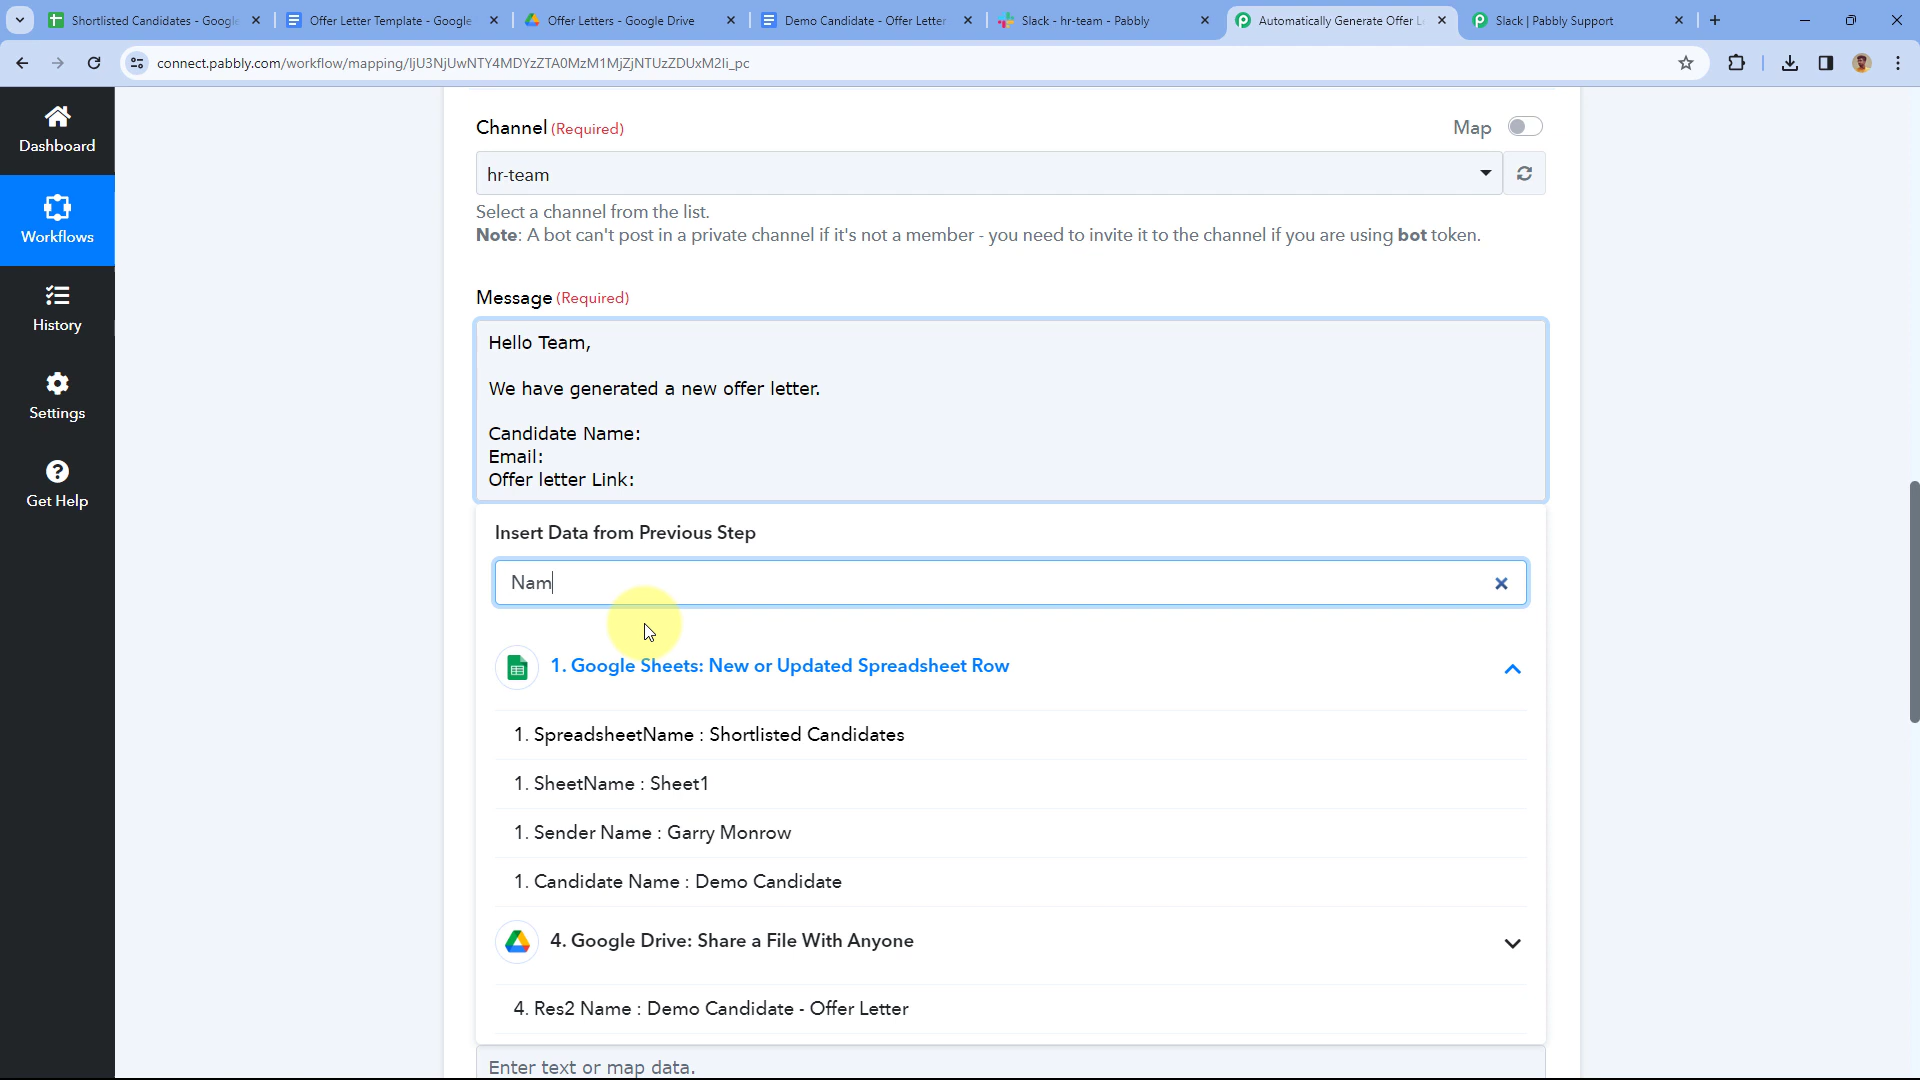 Shortlisted Candidates - Google
Offer Letter Template - Google
Offer Letters - Google Drive
Demo Candidate - Offer Letter
Slack - hr-team - Pabbly
Automatically Generate Offer L
Slack | Pabbly Support
connect.pabbly.com/workflow/mapping/IjU3NjUwNTY4MDYzZTA0MzM1MjZjNTUzZDUxM2Ii_pc
Dashboard
Workflows
History
Settings
Get Help
Channel (Required)
Map
hr-team
Select a channel from the list.
Note: A bot can't post in a private channel if it's not a member - you need to invite it to the channel if you are using bot token.
Message (Required)
Hello Team,
We have generated a new offer letter.
Candidate Name:
Email:
Offer letter Link:
Insert Data from Previous Step
Nam
1. Google Sheets: New or Updated Spreadsheet Row
1. SpreadsheetName : Shortlisted Candidates
1. SheetName : Sheet1
1. Sender Name : Garry Monrow
1. Candidate Name : Demo Candidate
4. Google Drive: Share a File With Anyone
4. Res2 Name : Demo Candidate - Offer Letter
Enter text or map data.